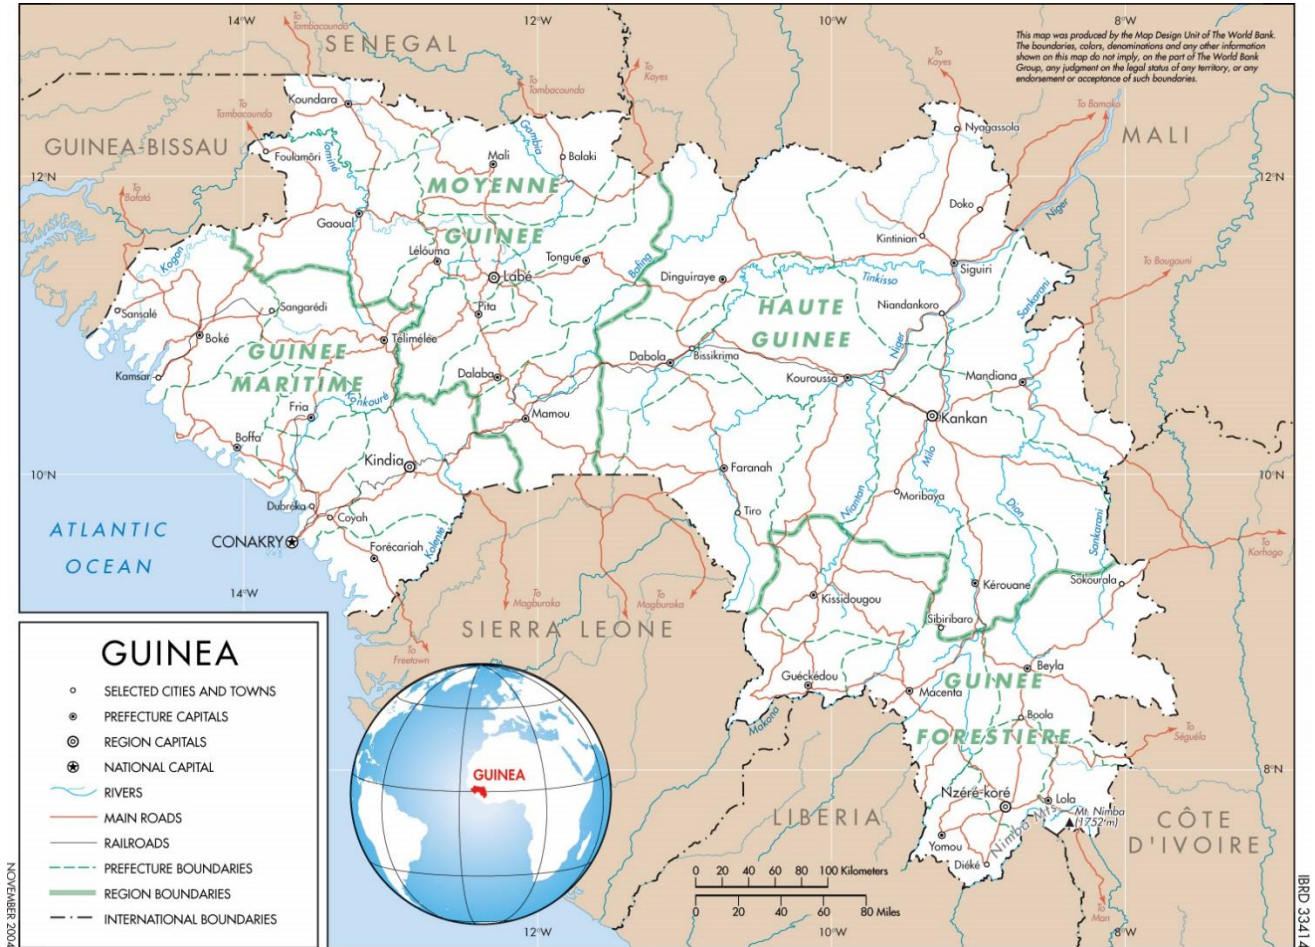 14°W
12°W
10°W
8°W
To
Tambacounda
SENEGAL
To
Kayes
To
Kayes
This map was produced by the Map Design Unit of The World Bank.
The boundaries, colors, denominations and any other information
shown on this map do not imply, on the part of The World Bank
Group, any judgment on the legal status of any territory, or any
endorsement or acceptance of such boundaries.
To
Tambacounda
Koundara
To
Tambacounda
To Bamako
MALI
GUINEA-BISSAU
Foulamôri
Tominé
Gambia
Mali
Balaki
Nyagassola
12°N
12°N
To
Bafatá
MOYENNE
GUINEE
Gaoual
Doko
Niger
Kogon
Lélouma
Labé
Tongue
Bafing
Kintinian
Siguiri
To Bougouni
Dinguiraye
Tinkisso
Sankarani
Sansalé
Sangarédi
Pita
HAUTE
GUINEE
Niandankoro
Boké
Télimélée
GUINEE
MARITIME
Niger
Dabola
Bissikrima
Kamsar
Dalaba
Kouroussa
Mandiana
Fria
Konkouré
Mamou
Kankan
Boffa
Kindia
Milo
Faranah
10°N
10°N
Dubréka
Coyah
Tiro
Niantan
Moribaya
Dion
Sankarani
ATLANTIC
OCEAN
CONAKRY
Forécariah
Kolenté
To
Korhogo
14°W
To
Magburaka
To
Magburaka
SIERRA LEONE
To
Freetown
Kissidougou
Kérouane
Sokourala
Sibiribaro
Guéckédou
Macenta
Beyla
GUINEE
FORESTIERE
Makona
Boola
To
Séguéla
8°N
Nzéré-koré
Lola
Mt. Nimba
(1752 m)
Nimba Mts.
Yomou
Diéké
LIBERIA
CÔTE
D'IVOIRE
To
Man
GUINEA
SELECTED CITIES AND TOWNS
PREFECTURE CAPITALS
REGION CAPITALS
NATIONAL CAPITAL
RIVERS
MAIN ROADS
RAILROADS
PREFECTURE BOUNDARIES
REGION BOUNDARIES
INTERNATIONAL BOUNDARIES
GUINEA
0 20 40 60 80 100 Kilometers
0 20 40 60 80 Miles
12°W
10°W
8°W
NOVEMBER 2004
IBRD 33414